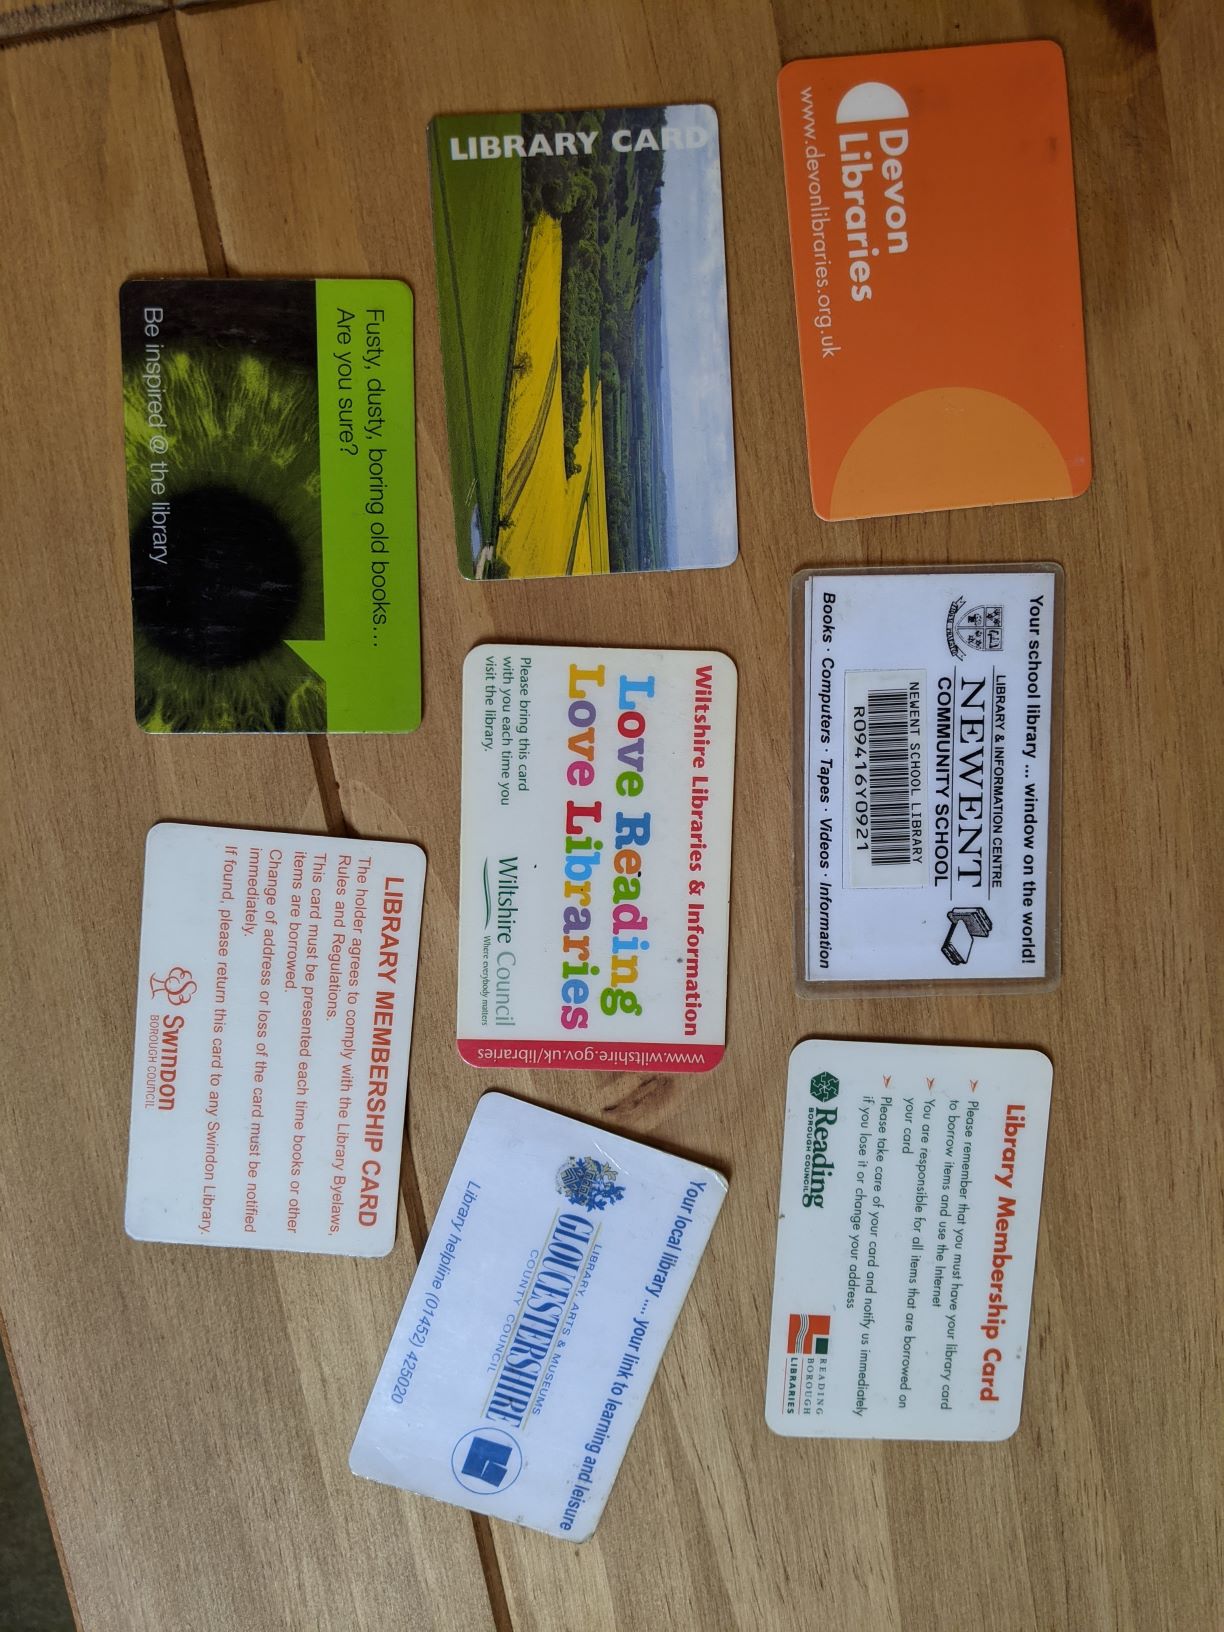 Devon
Libraries
www.devonlibraries.org.uk
Your school library ... window on the world!
LIBRARY & INFORMATION CENTRE
NEWENT
COMMUNITY SCHOOL
NEWENT SCHOOL LIBRARY
R09416Y0921
Books · Computers · Tapes · Videos · Information
Library Membership Card
Please remember that you must have your library card
to borrow items and use the Internet
You are responsible for all items that are borrowed on
your card
Please take care of your card and notify us immediately
if you lose it or change your address
Reading
BOROUGH COUNCIL
READING
BOROUGH
LIBRARIES
LIBRARY CARD
Wiltshire Libraries & Information
Love Reading
Love Libraries
Please bring this card
with you each time you
visit the library.
Wiltshire Council
Where everybody matters
www.wiltshire.gov.uk/libraries
Your local library .... your link to learning and leisure
LIBRARY, ARTS & MUSEUMS
GLOUCESTERSHIRE
COUNTY COUNCIL
Library helpline (01452) 425020
Fusty, dusty, boring old books...
Are you sure?
Be inspired @ the library
LIBRARY MEMBERSHIP CARD
The holder agrees to comply with the Library Byelaws,
Rules and Regulations.
This card must be presented each time books or other
items are borrowed.
Change of address or loss of the card must be notified
immediately.
If found, please return this card to any Swindon Library.
SWINDON
BOROUGH COUNCIL